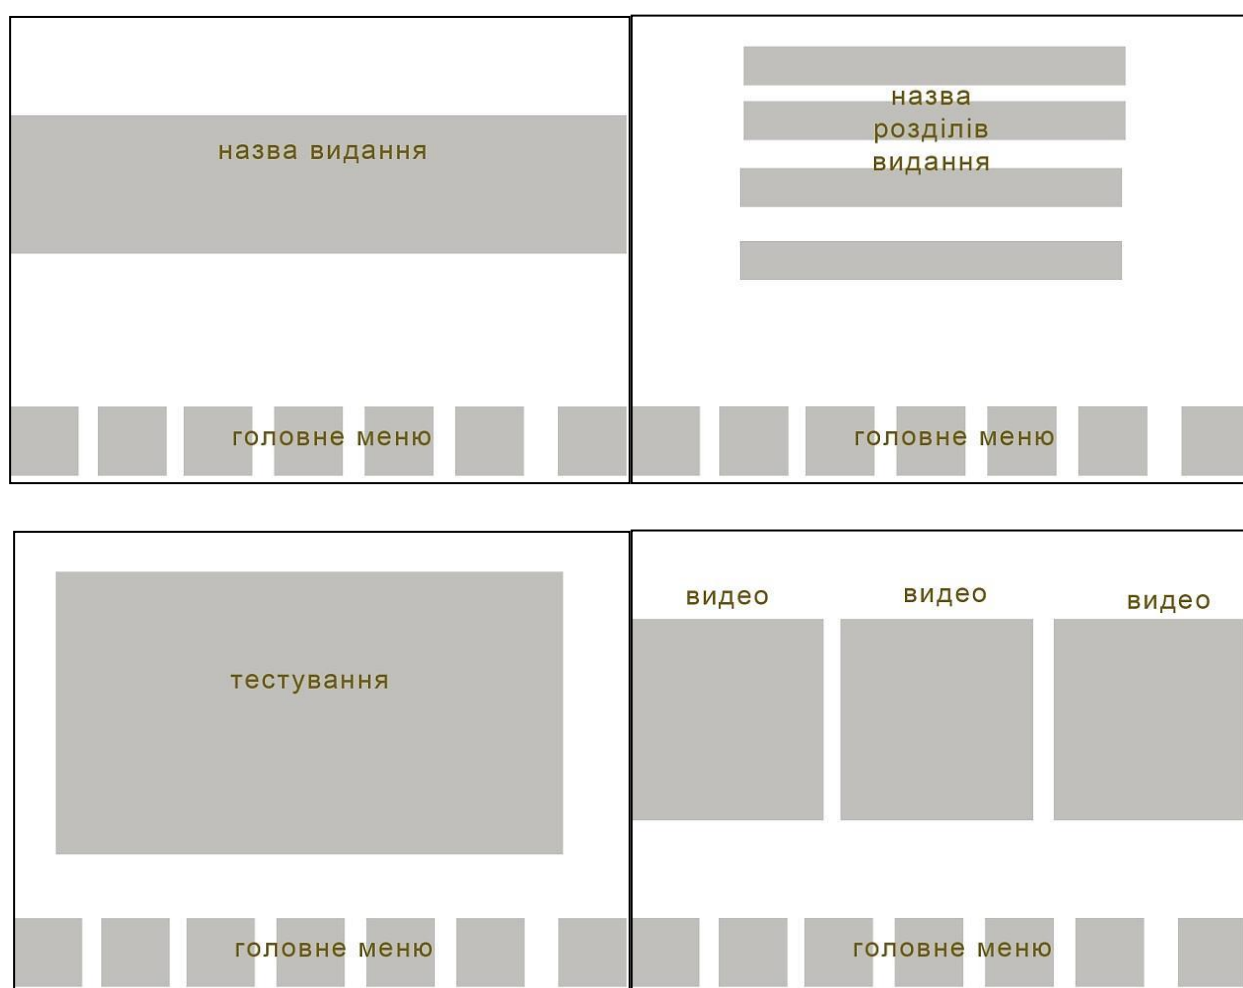 назва видання
головне меню
назва
розділів
видання
головне меню
тестування
головне меню
видео
видео
видео
головне меню